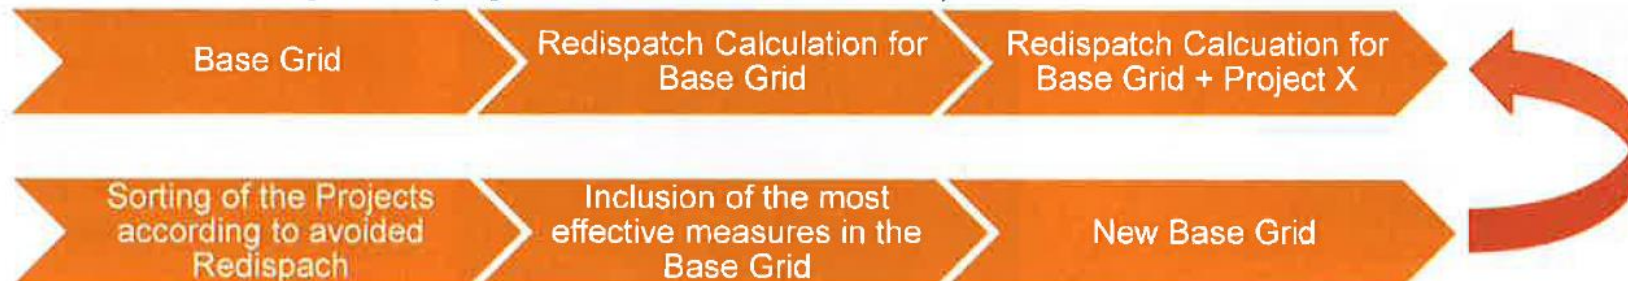 Base Grid
Redispatch Calculation for
Base Grid
Redispatch Calcuation for
Base Grid + Project X
Sorting of the Projects
according to avoided
Redispach
Inclusion of the most
effective measures in the
Base Grid
New Base Grid